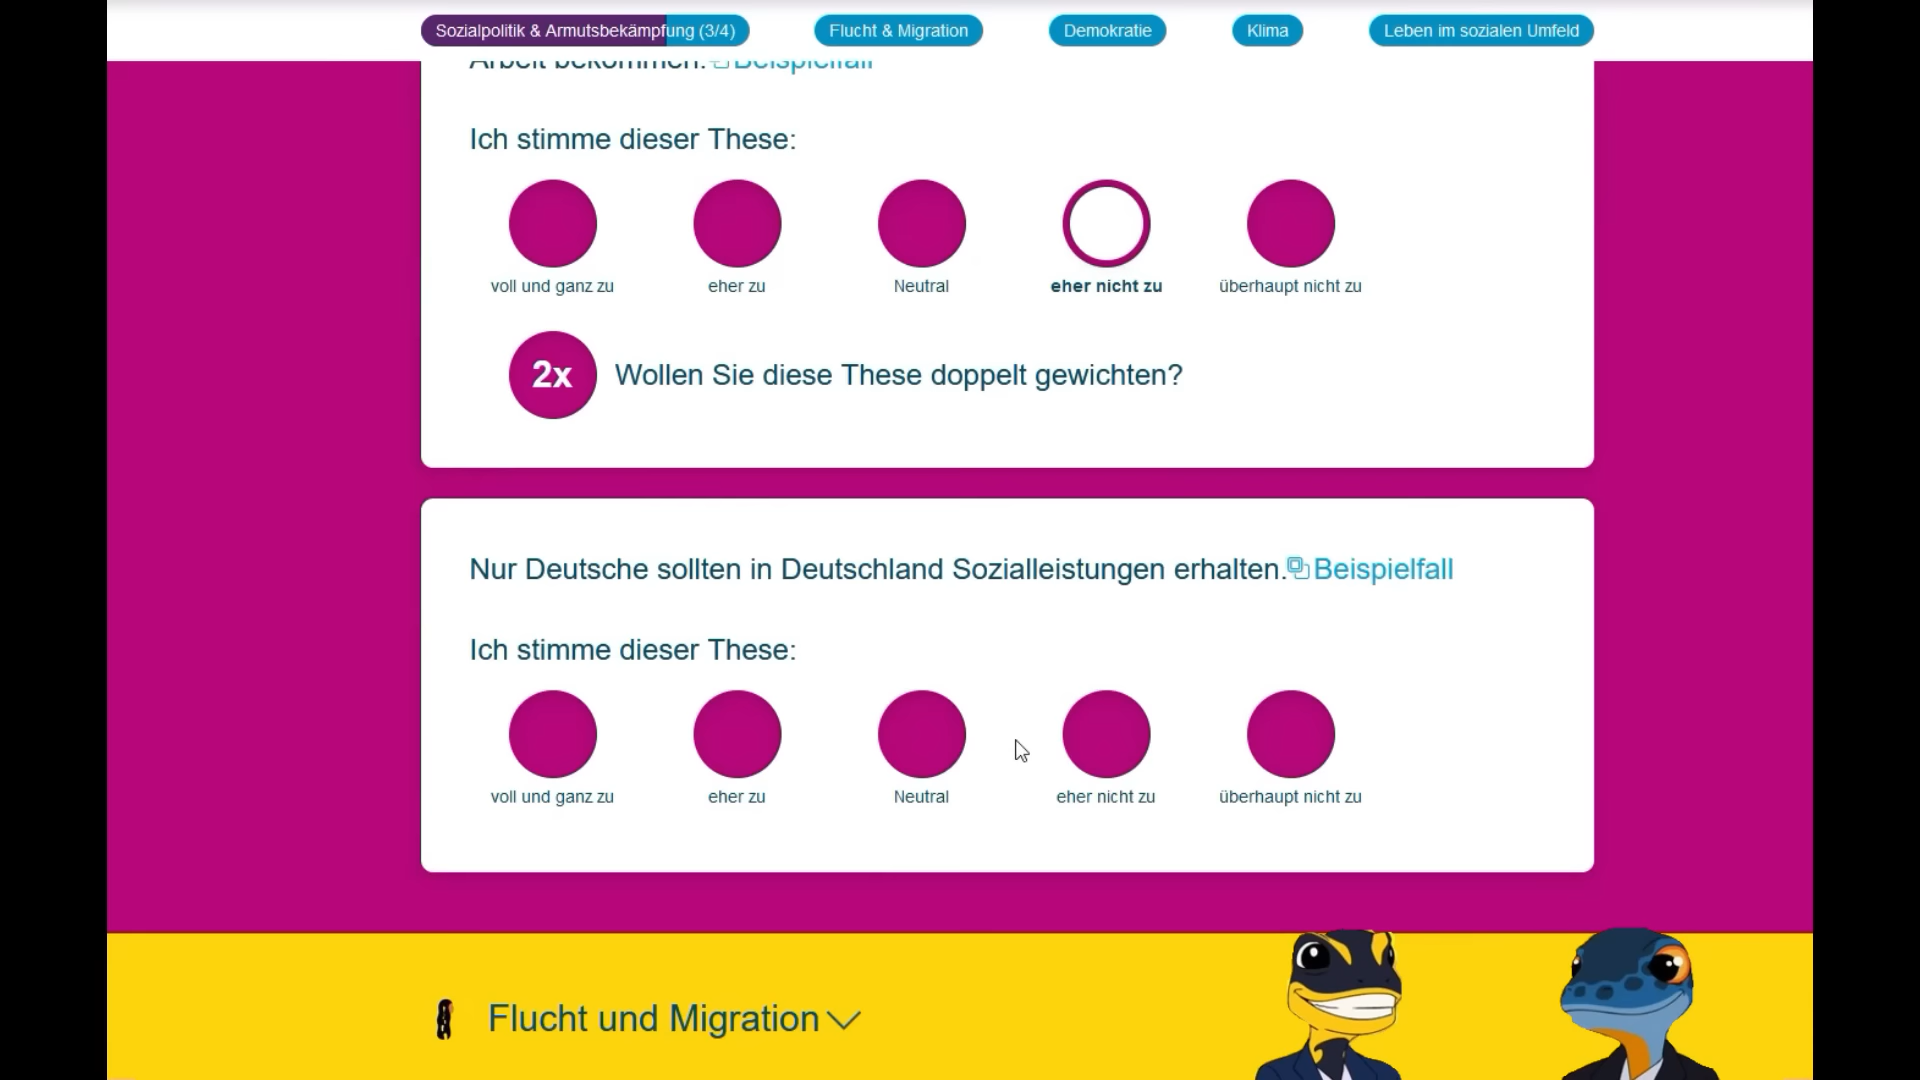 Sozialpolitik & Armutsbekämpfung (3/4) Flucht & Migration Demokratie Klima Leben im sozialen Umfeld
Arbeit bekommen. Beispielfall
Ich stimme dieser These:
voll und ganz zu eher zu Neutral eher nicht zu überhaupt nicht zu
2x Wollen Sie diese These doppelt gewichten?
Nur Deutsche sollten in Deutschland Sozialleistungen erhalten. Beispielfall
Ich stimme dieser These:
voll und ganz zu eher zu Neutral eher nicht zu überhaupt nicht zu
Flucht und Migration